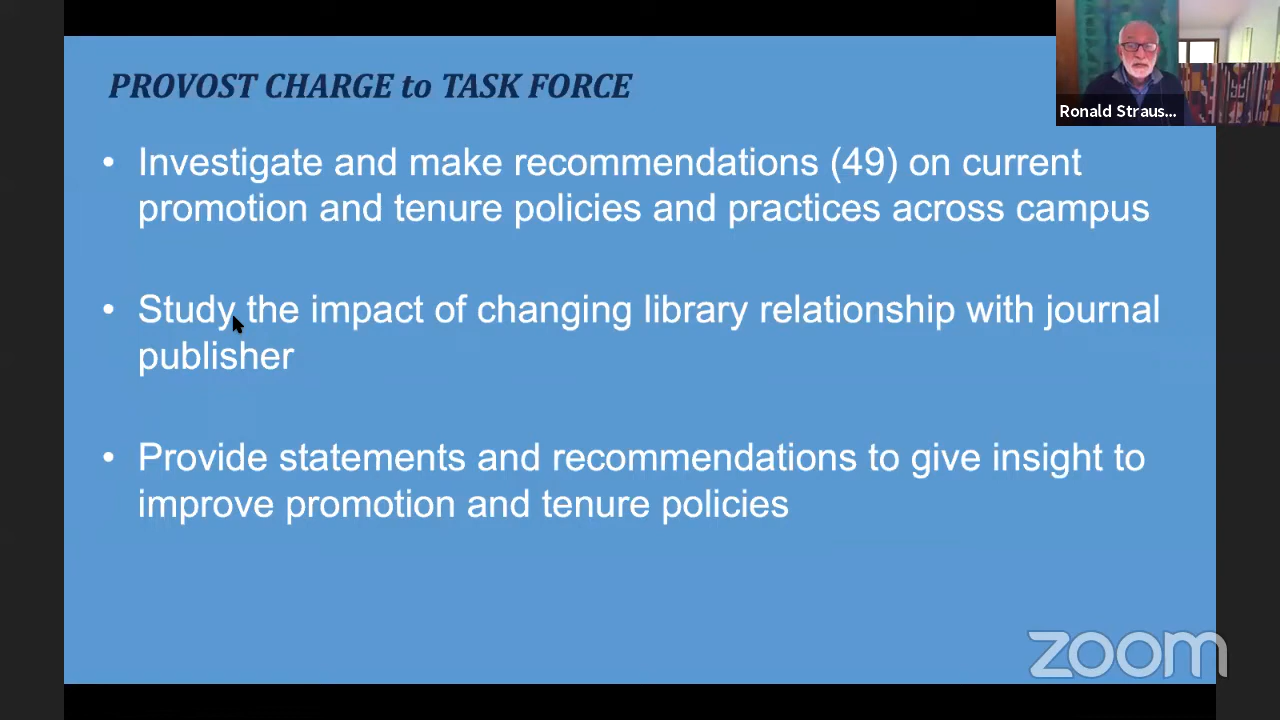 PROVOST CHARGE to TASK FORCE
Ronald Straus...
• Investigate and make recommendations (49) on current
promotion and tenure policies and practices across campus
• Study the impact of changing library relationship with journal
publisher
• Provide statements and recommendations to give insight to
improve promotion and tenure policies
zoom